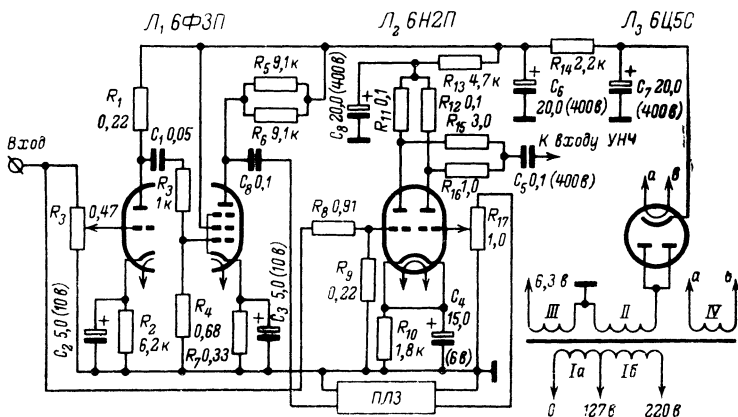 Л₁ 6Ф3П
Л₂ 6Н2П
Л₃ 6Ц5С
R₅ 9,1к
R₆ 9,1к
R₁
0,22
C₁ 0,05
R₃
1к
C₈ 0,1
C₈ 20,0 (400в)
R₁₃ 4,7к
R₁₁ 0,1
R₁₂ 0,1
R₁₅ 3,0
R₁₆ 1,0
R₁₄ 2,2к
C₆
20,0 (400в)
C₇ 20,0
(400в)
К входу УНЧ
C₅ 0,1 (400в)
Вход
R₃
0,47
R₈ 0,91
R₉
0,22
R₁₇
1,0
C₂ 5,0 (10в)
R₂
6,2к
R₄
0,68
R₇ 0,33
C₃ 5,0 (10в)
R₁₀
1,8к
C₄
15,0
(6в)
ПЛЗ
а
в
6,3в
III
II
а
в
IV
Iа
Iб
0
127в
220в